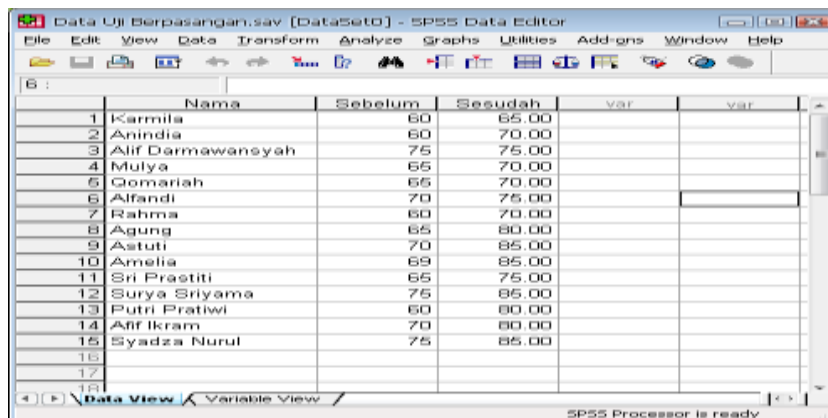 Data Uji Berpasangan.sav [DataSet0] - SPSS Data Editor
File Edit View Data Transform Analyze Graphs Utilities Add-ons Window Help
6 :
Nama Sebelum Sesudah var var
1 Karmila 60 65.00
2 Anindia 60 70.00
3 Alif Darmawansyah 75 75.00
4 Mulya 65 70.00
5 Qomariah 65 70.00
6 Alfandi 70 75.00
7 Rahma 60 70.00
8 Agung 65 80.00
9 Astuti 70 85.00
10 Amelia 69 85.00
11 Sri Prastiti 65 75.00
12 Surya Sriyama 75 85.00
13 Putri Pratiwi 60 80.00
14 Afif Ikram 70 80.00
15 Syadza Nurul 75 85.00
16
17
18
Data View Variable View
SPSS Processor is ready